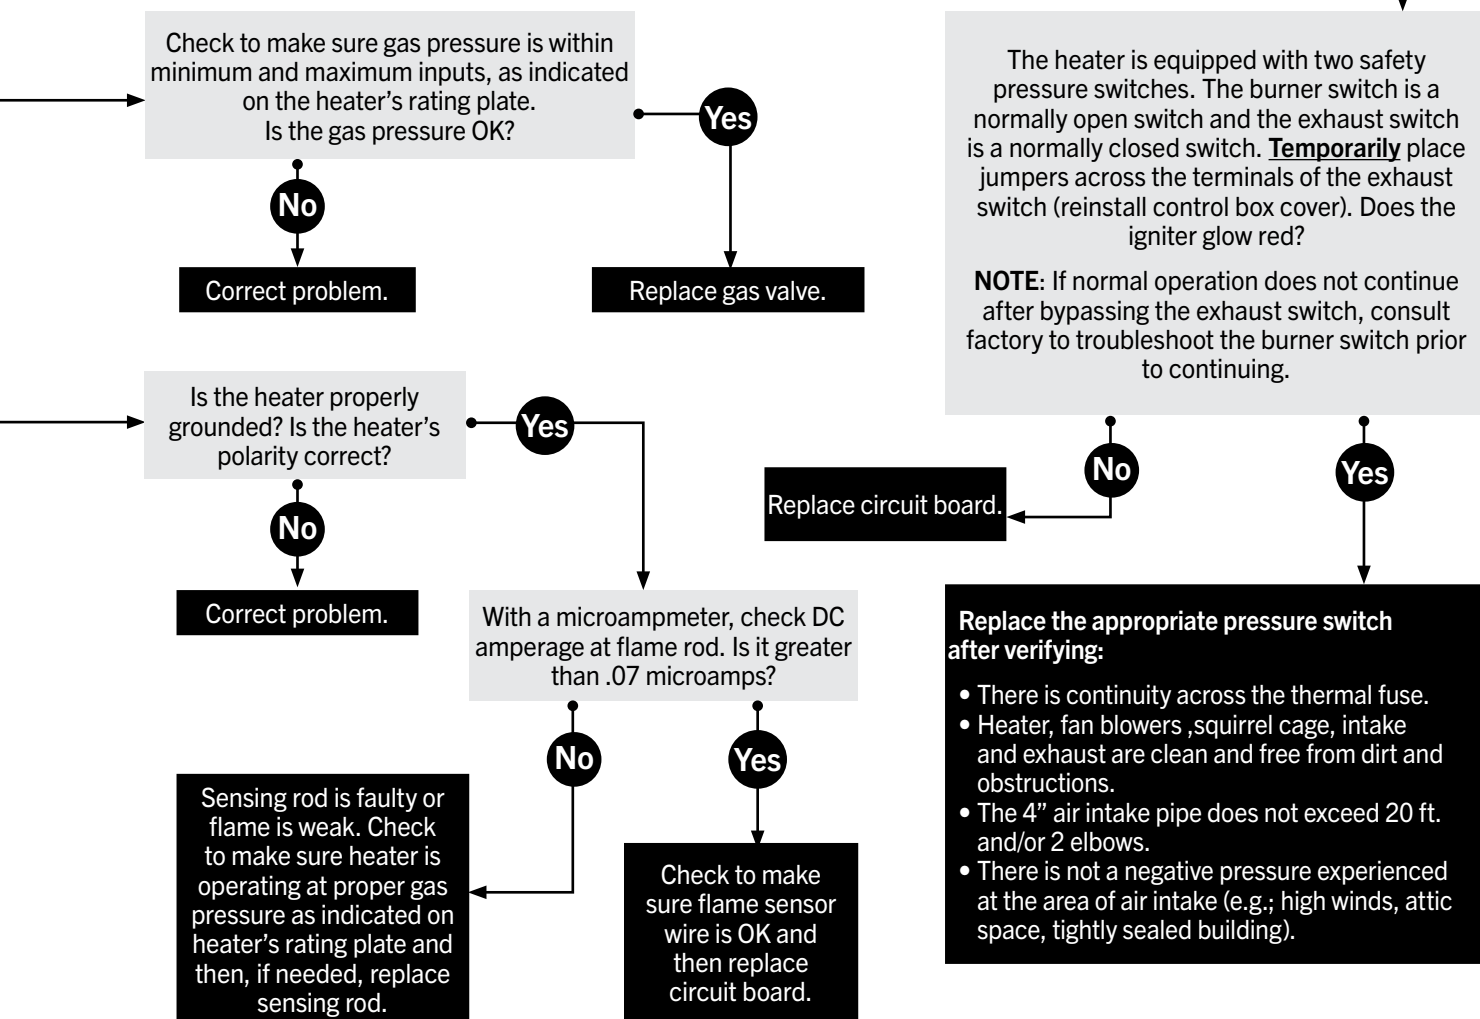 Check to make sure gas pressure is within
minimum and maximum inputs, as indicated
on the heater's rating plate.
Is the gas pressure OK?
Yes
No
Correct problem.
Replace gas valve.
Is the heater properly
grounded? Is the heater's
polarity correct?
Yes
No
Correct problem.
With a microampmeter, check DC
amperage at flame rod. Is it greater
than .07 microamps?
No
Yes
Sensing rod is faulty or
flame is weak. Check
to make sure heater is
operating at proper gas
pressure as indicated on
heater's rating plate and
then, if needed, replace
sensing rod.
Check to make
sure flame sensor
wire is OK and
then replace
circuit board.
The heater is equipped with two safety
pressure switches. The burner switch is a
normally open switch and the exhaust switch
is a normally closed switch. Temporarily place
jumpers across the terminals of the exhaust
switch (reinstall control box cover). Does the
igniter glow red?
NOTE: If normal operation does not continue
after bypassing the exhaust switch, consult
factory to troubleshoot the burner switch prior
to continuing.
No
Yes
Replace circuit board.
Replace the appropriate pressure switch
after verifying:
• There is continuity across the thermal fuse.
• Heater, fan blowers ,squirrel cage, intake
and exhaust are clean and free from dirt and
obstructions.
• The 4” air intake pipe does not exceed 20 ft.
and/or 2 elbows.
• There is not a negative pressure experienced
at the area of air intake (e.g.; high winds, attic
space, tightly sealed building).